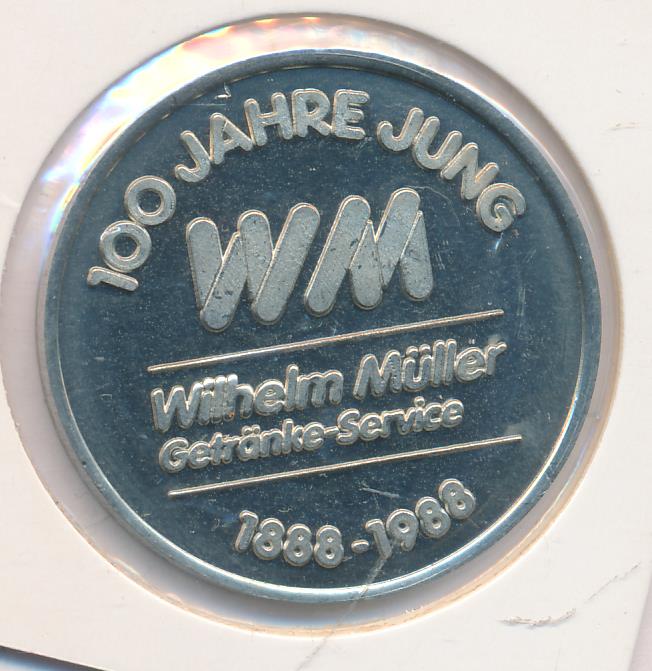 100 JAHRE JUNG
WM
Wilhelm Müller
Getränke-Service
1888-1988